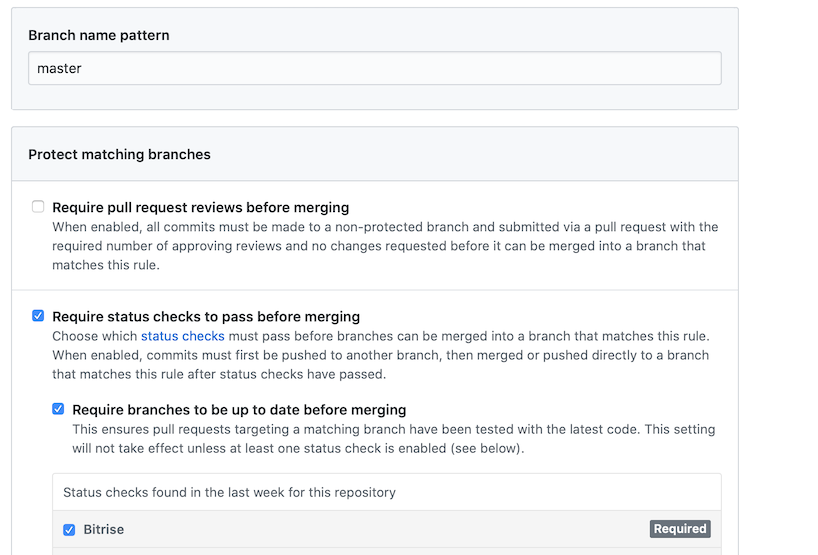 Branch name pattern
master
Protect matching branches
Require pull request reviews before merging
When enabled, all commits must be made to a non-protected branch and submitted via a pull request with the
required number of approving reviews and no changes requested before it can be merged into a branch that
matches this rule.
Require status checks to pass before merging
Choose which status checks must pass before branches can be merged into a branch that matches this rule.
When enabled, commits must first be pushed to another branch, then merged or pushed directly to a branch
that matches this rule after status checks have passed.
Require branches to be up to date before merging
This ensures pull requests targeting a matching branch have been tested with the latest code. This setting
will not take effect unless at least one status check is enabled (see below).
Status checks found in the last week for this repository
Bitrise Required